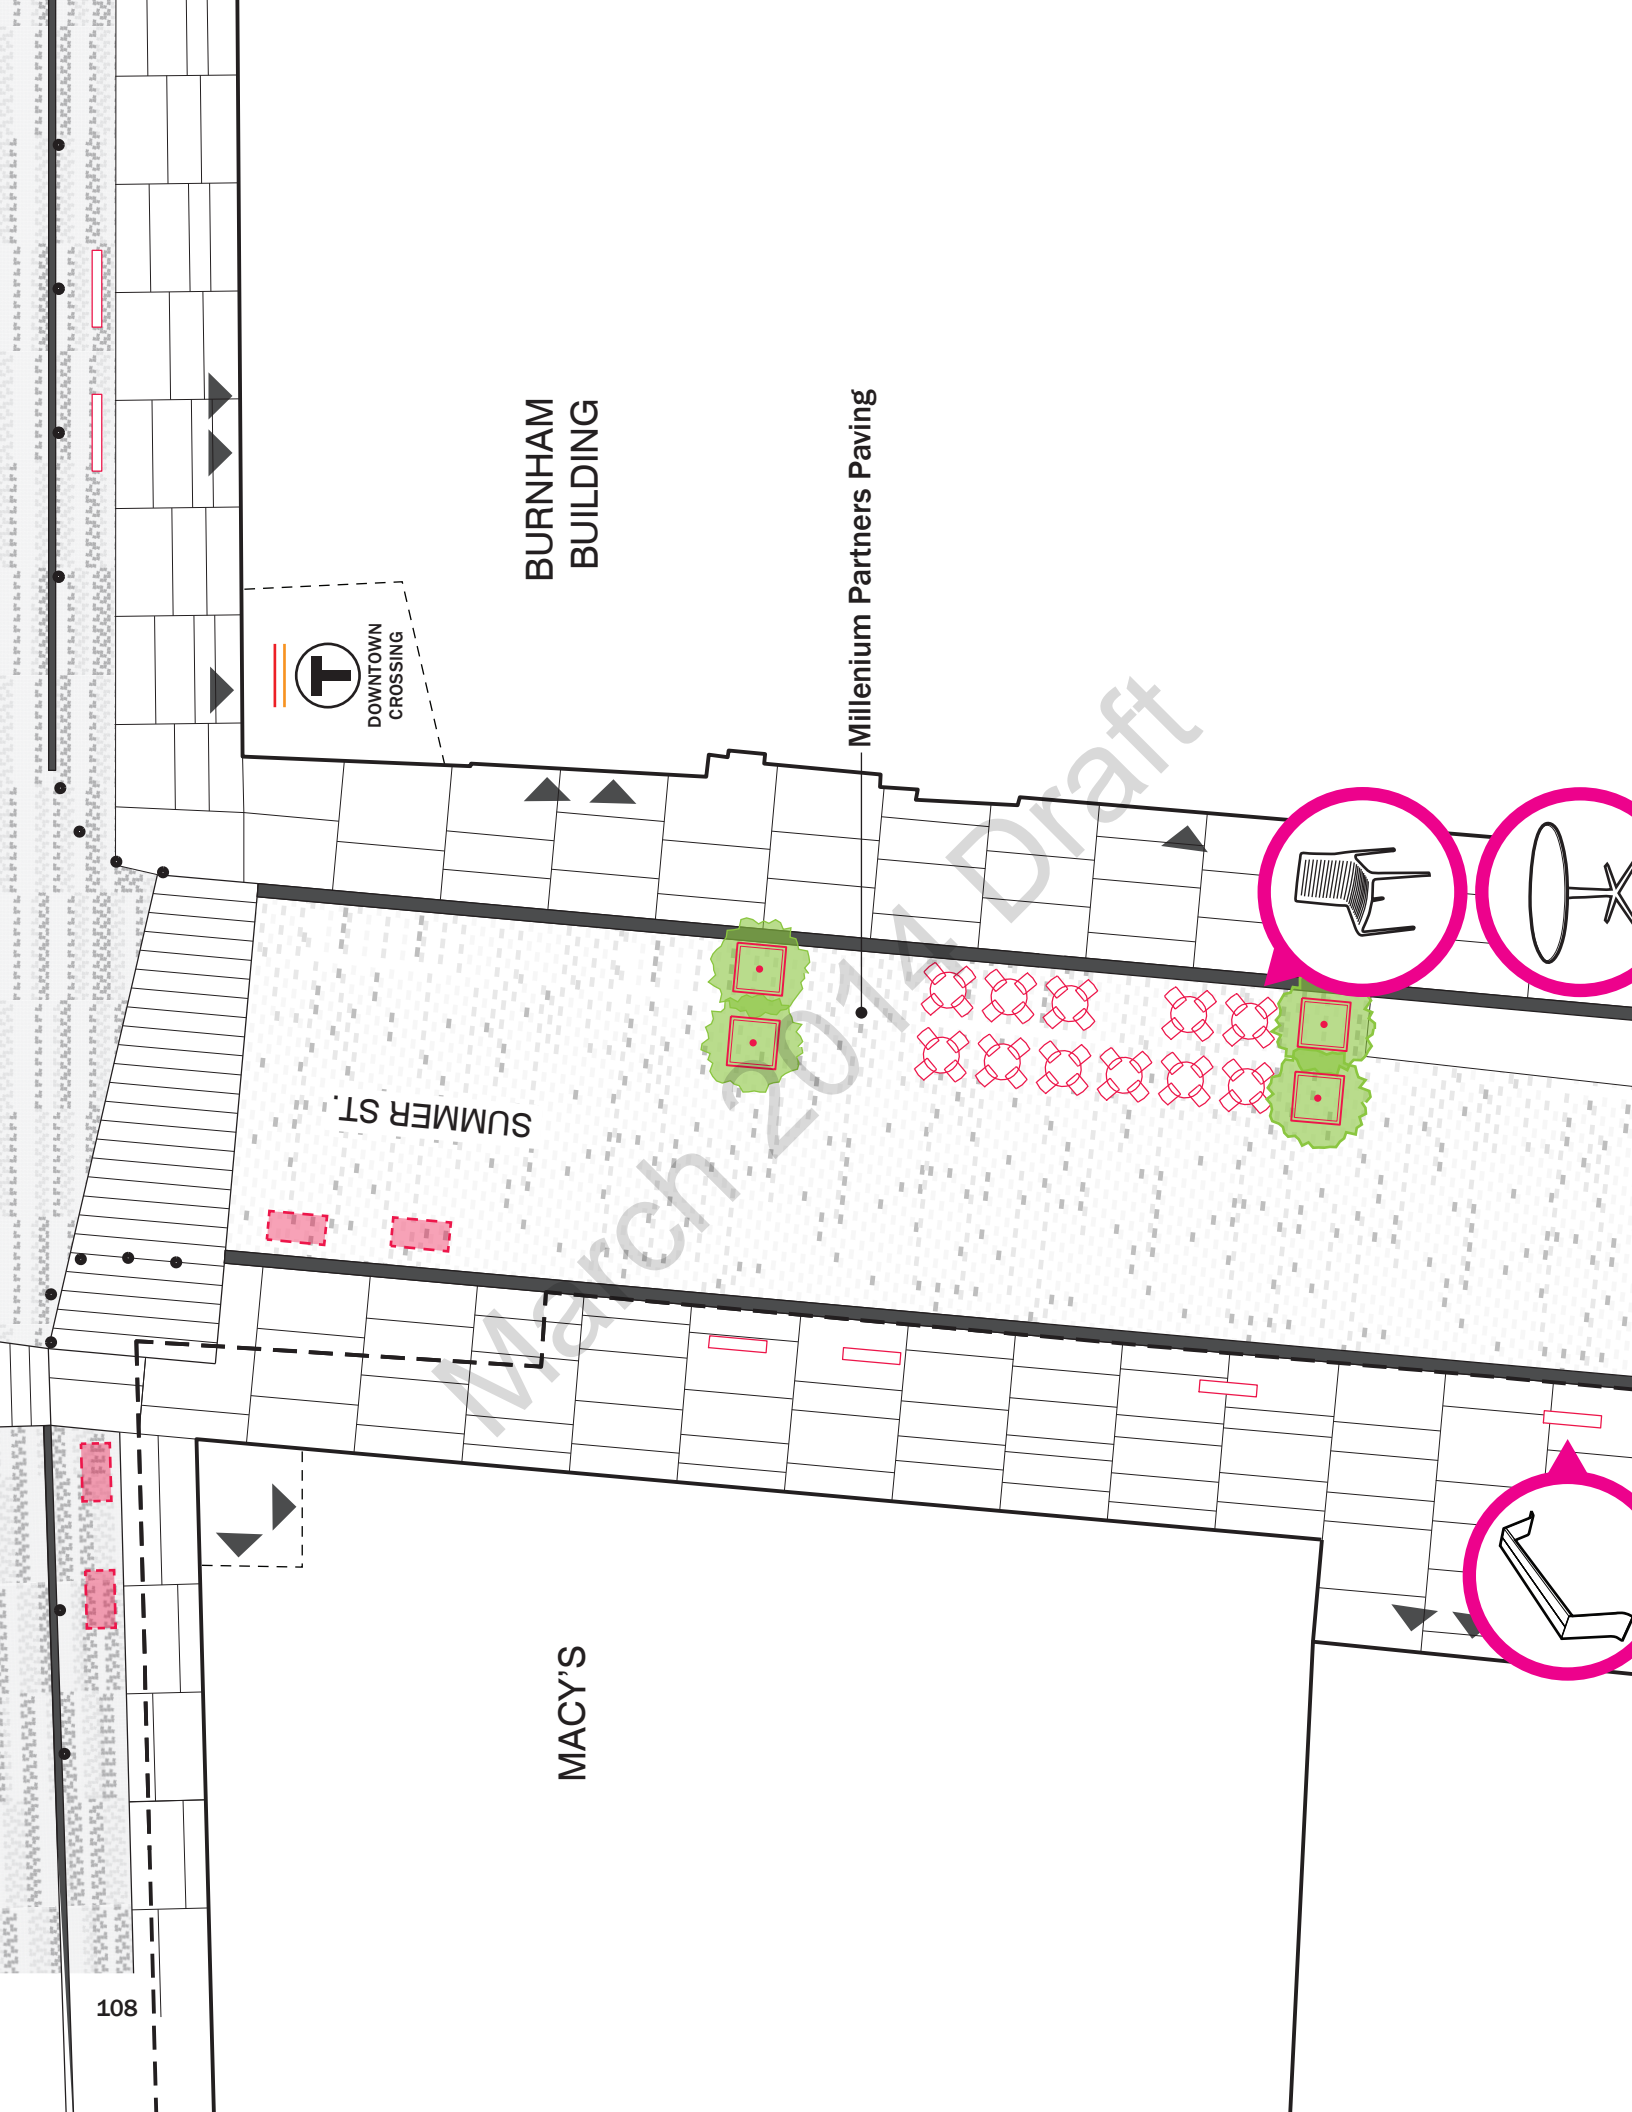 BURNHAM
BUILDING
Millenium Partners Paving
T
DOWNTOWN
CROSSING
SUMMER ST.
March 2014 Draft
MACY'S
108